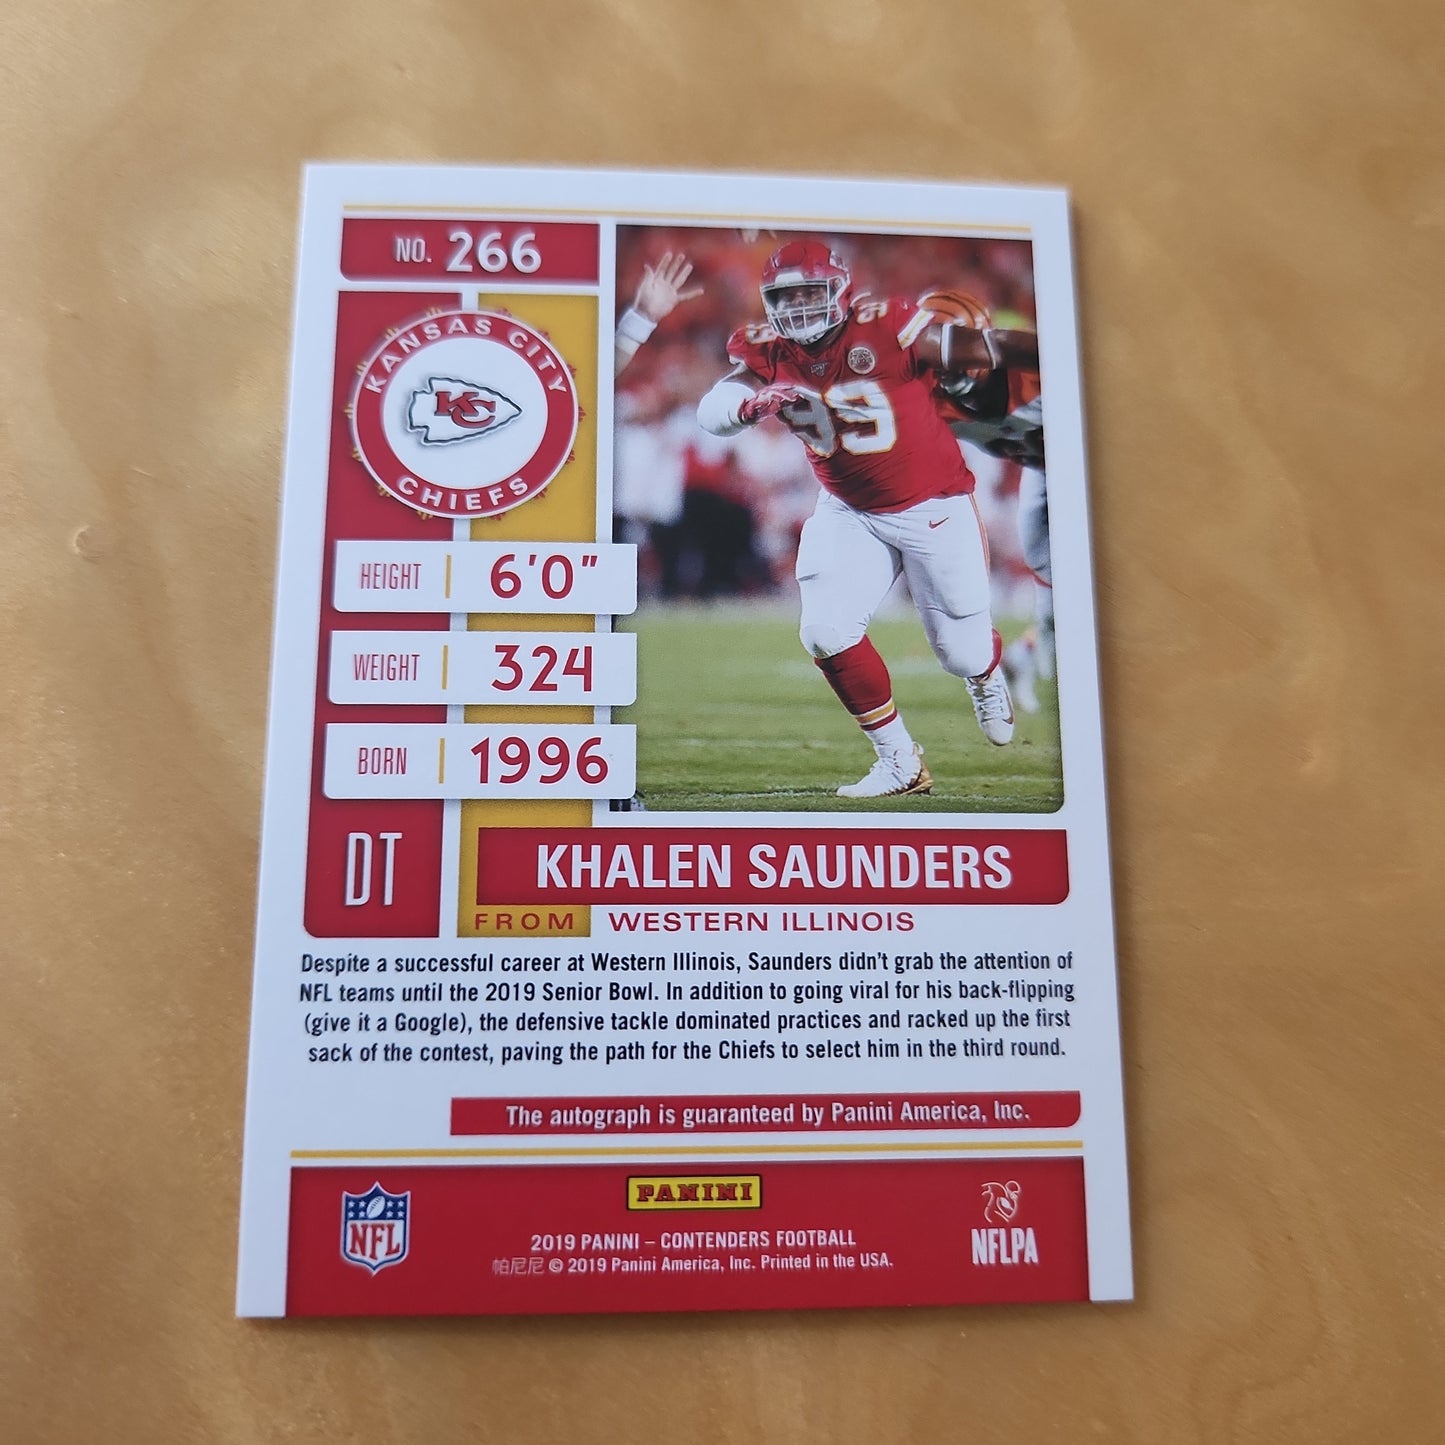 NO. 266
KANSAS CITY
KC
CHIEFS
99
99
HEIGHT 6'0"
WEIGHT 324
BORN 1996
DT
KHALEN SAUNDERS
FROM WESTERN ILLINOIS
Despite a successful career at Western Illinois, Saunders didn't grab the attention of
NFL teams until the 2019 Senior Bowl. In addition to going viral for his back-flipping
(give it a Google), the defensive tackle dominated practices and racked up the first
sack of the contest, paving the path for the Chiefs to select him in the third round.
The autograph is guaranteed by Panini America, Inc.
NFL
PANINI
2019 PANINI – CONTENDERS FOOTBALL
帕尼尼 © 2019 Panini America, Inc. Printed in the USA.
NFLPA